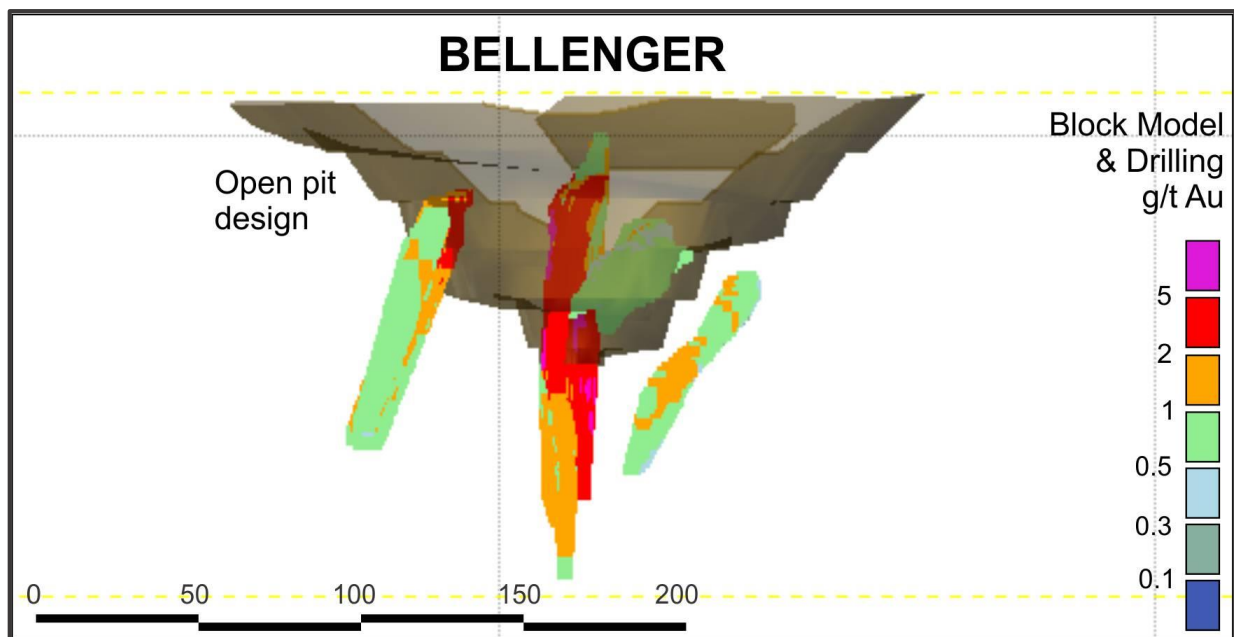 BELLENGER
Block Model
& Drilling
g/t Au
Open pit
design
5
2
1
0.5
0.3
0.1
0 50 100 150 200